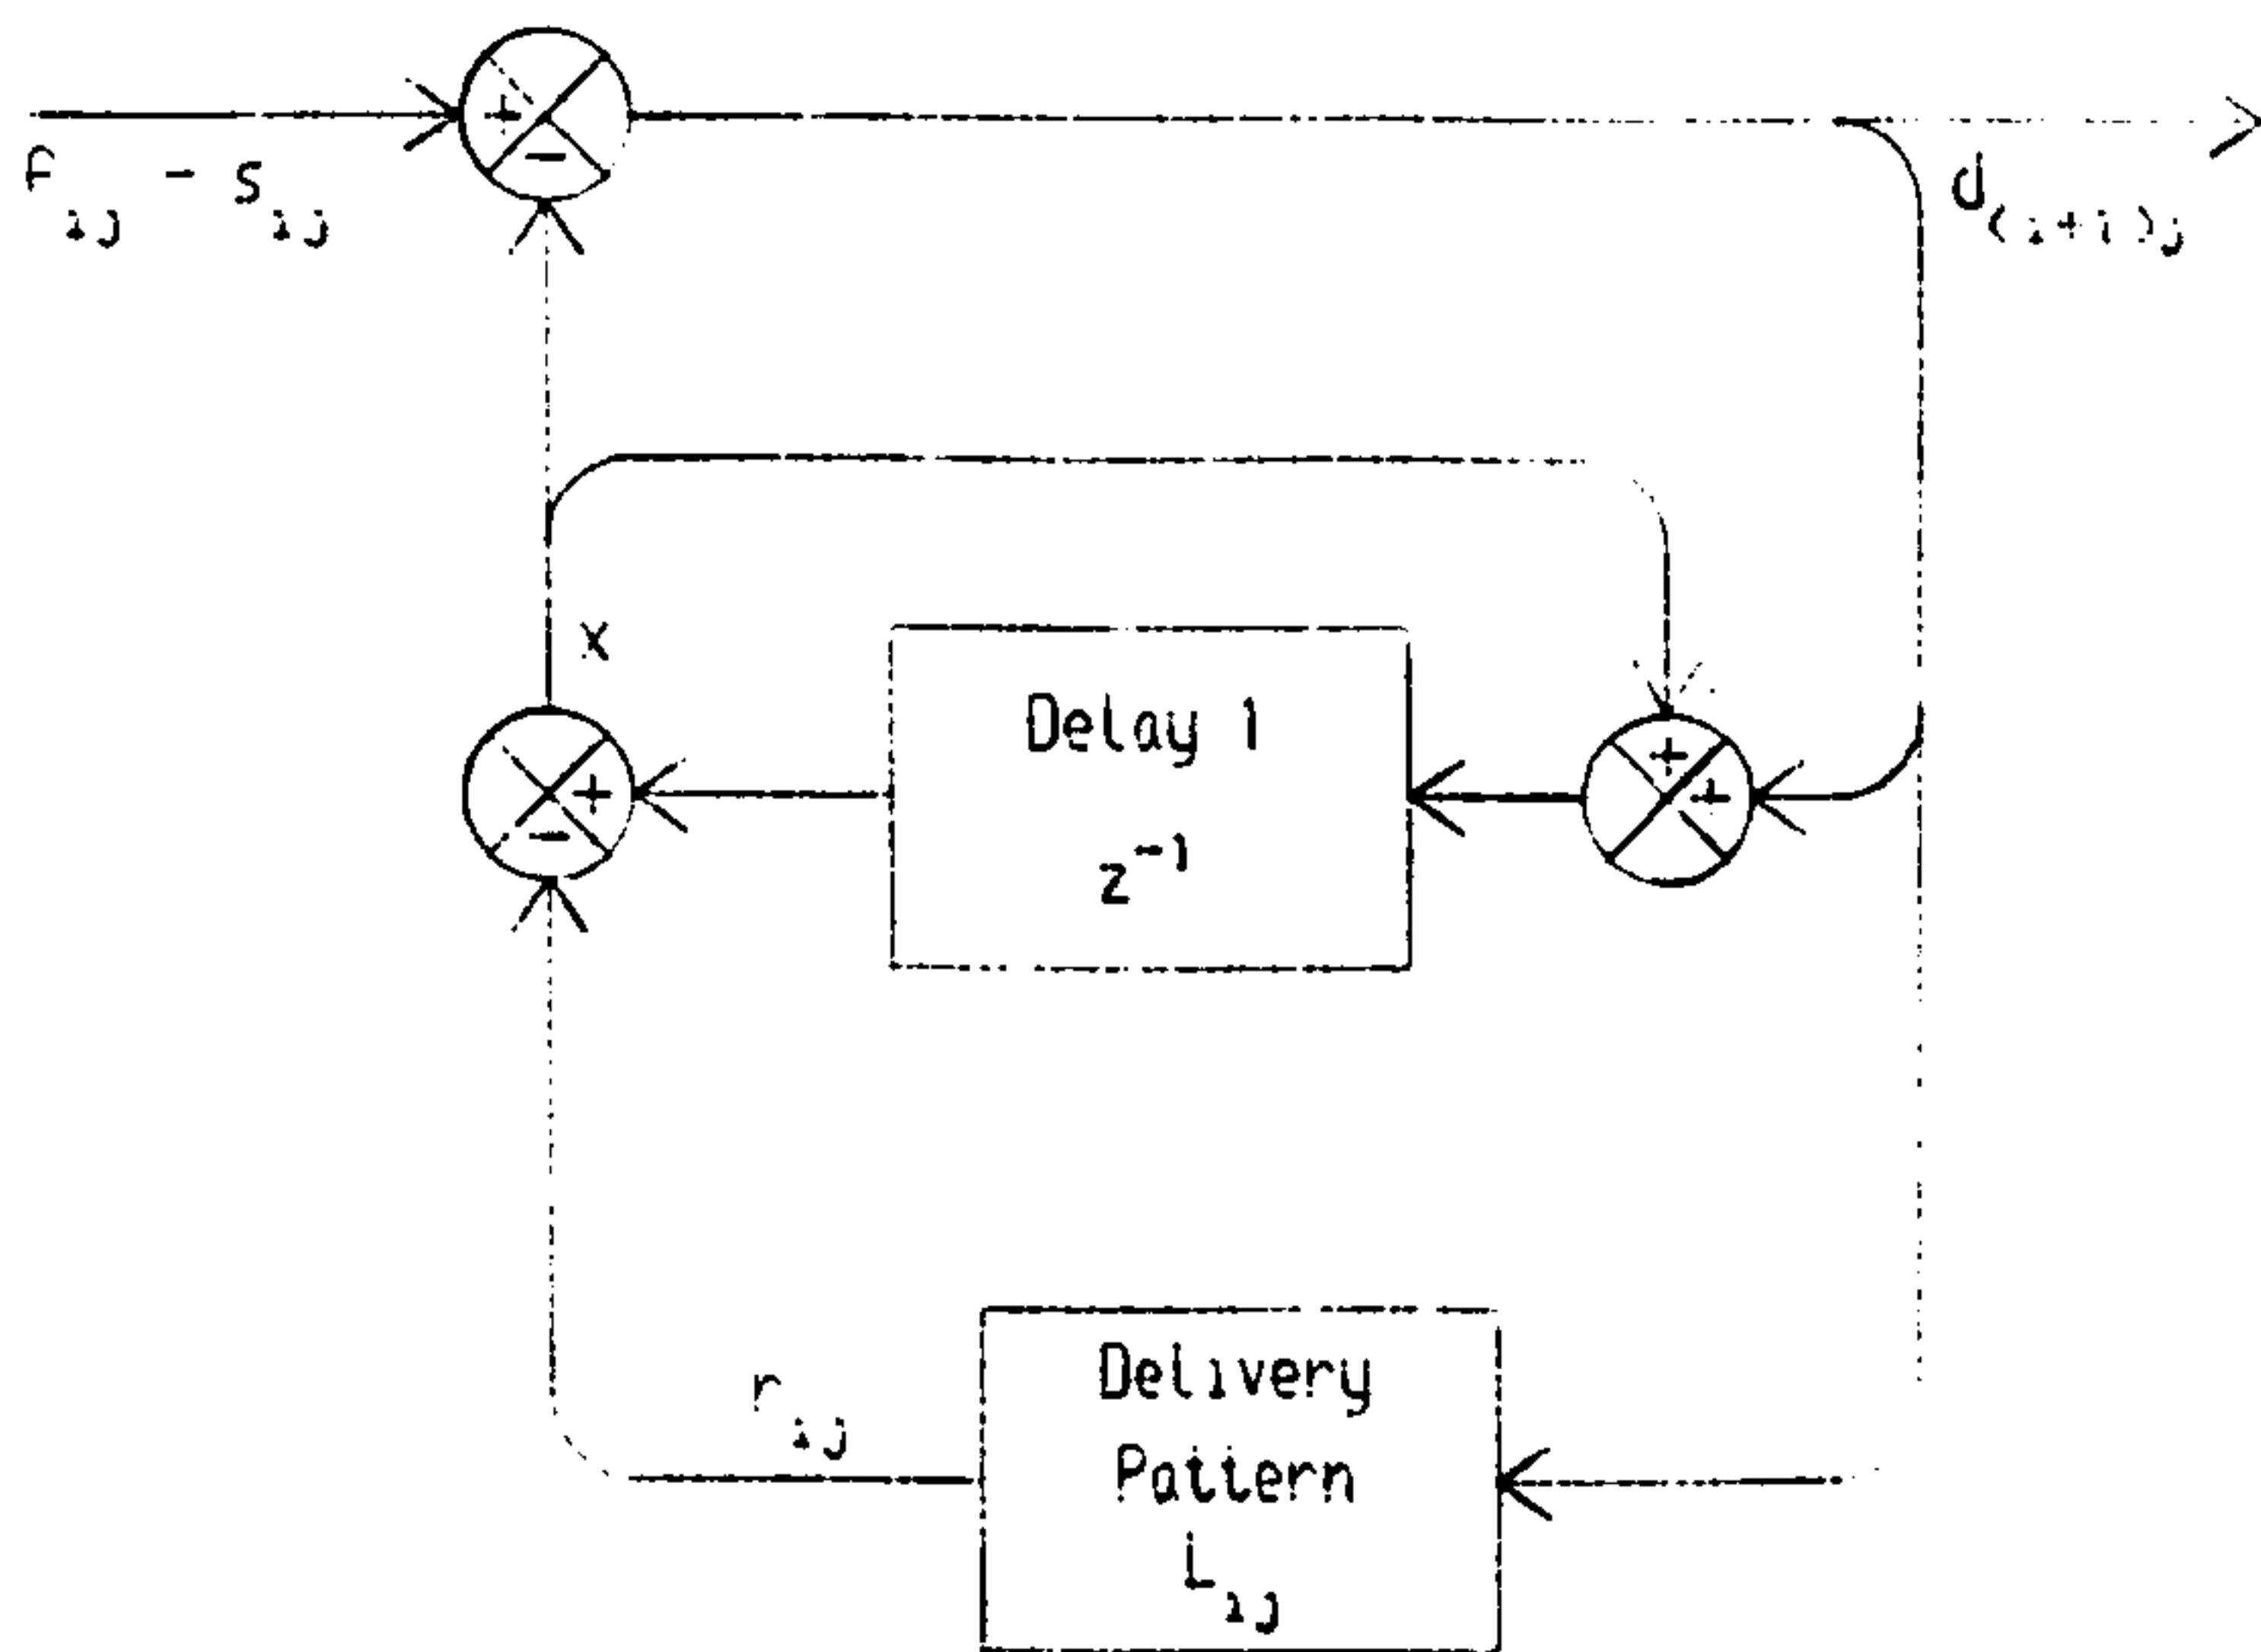 +
-
f_ij - s_ij
d_(i+1)j
x
Delay 1
z^-1
+
-
+
+
r_ij
Delivery
Pattern
L_ij